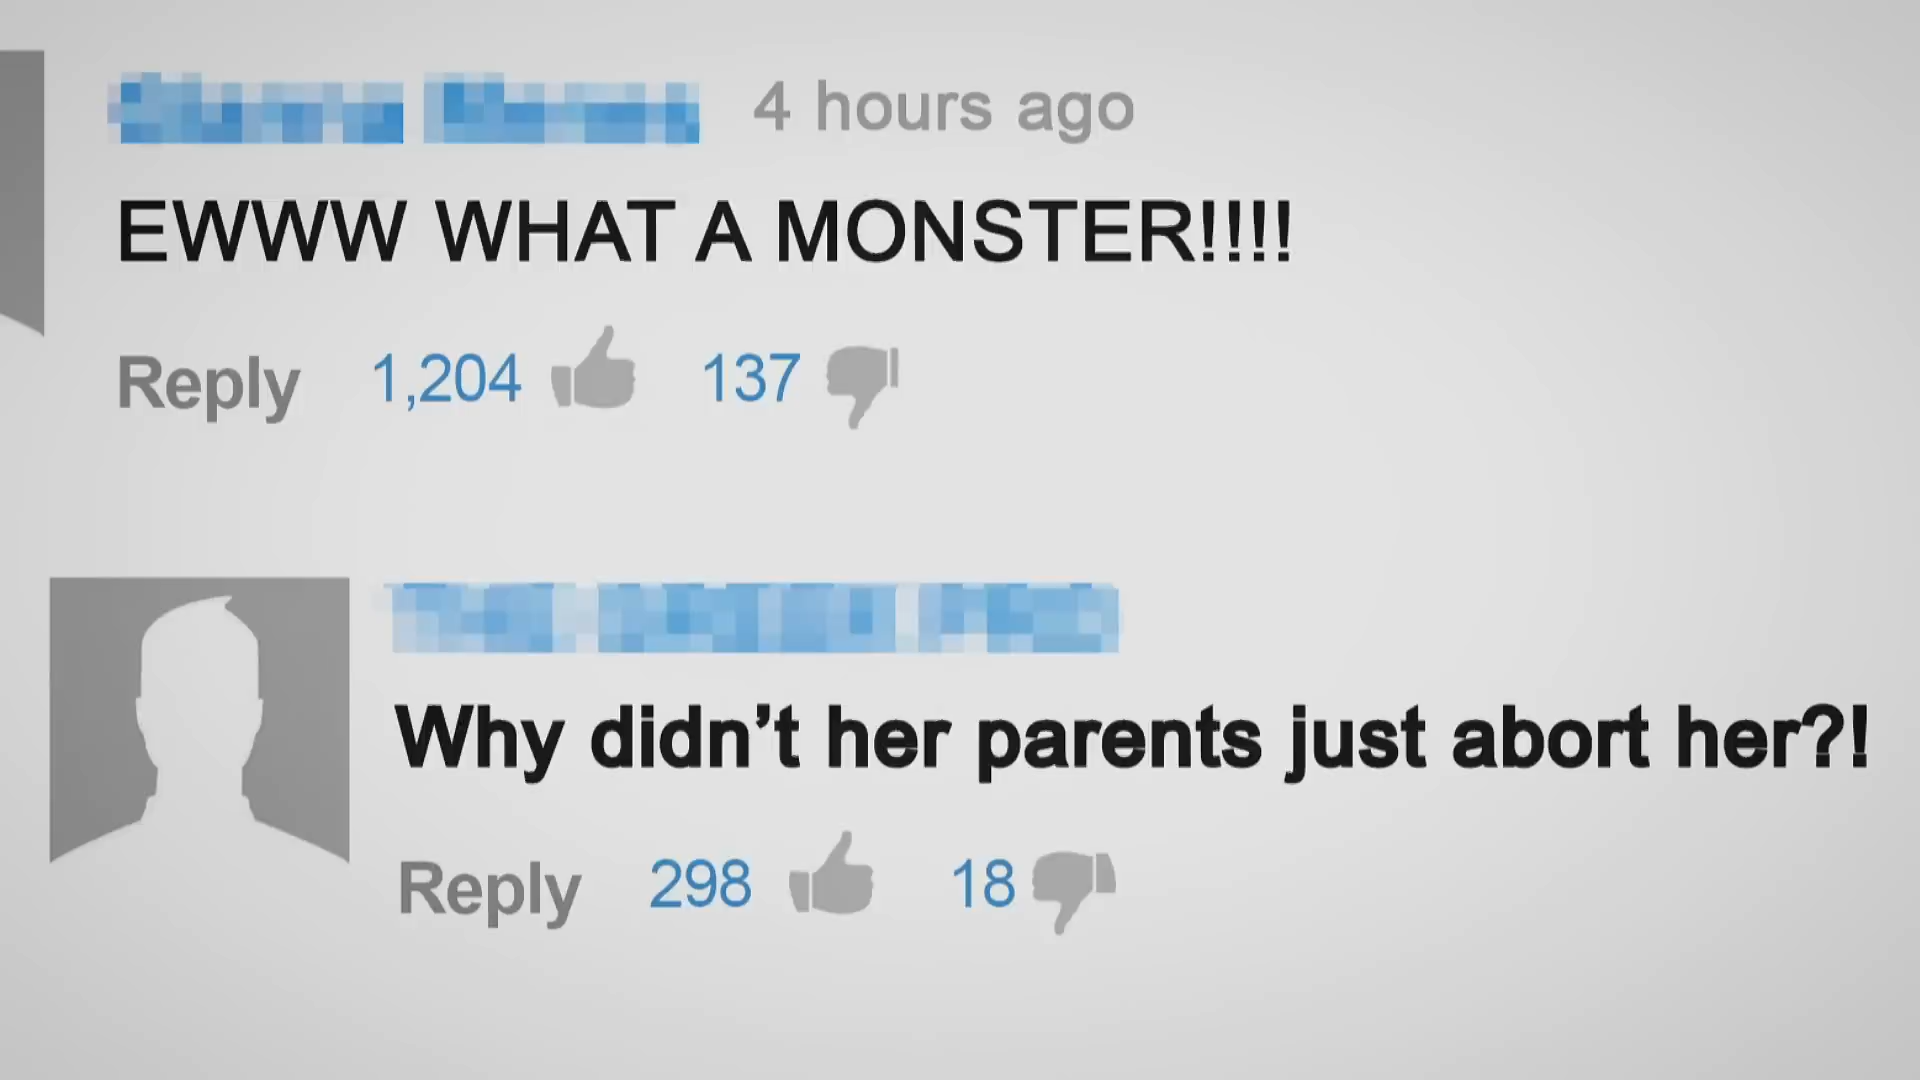 4 hours ago
EWWW WHAT A MONSTER!!!!
Reply 1,204 137
Why didn’t her parents just abort her?!
Reply 298 18